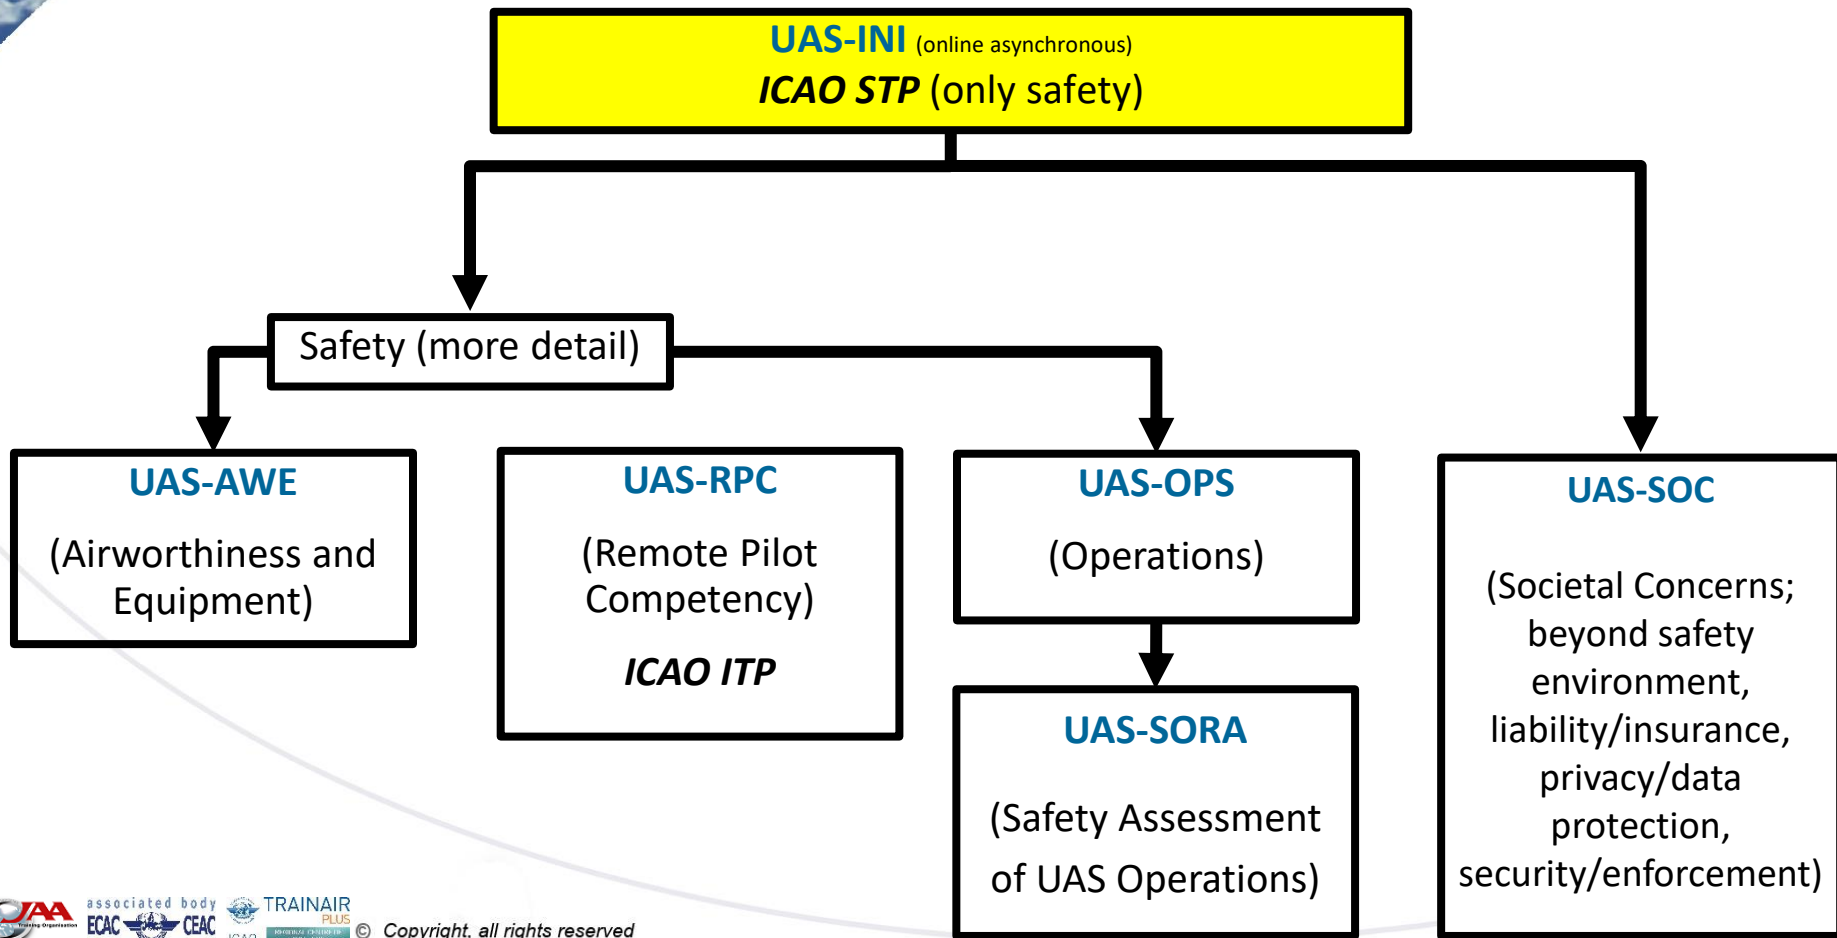 UAS-INI (online asynchronous)
ICAO STP (only safety)
Safety (more detail)
UAS-AWE
(Airworthiness and
Equipment)
UAS-RPC
(Remote Pilot
Competency)
ICAO ITP
UAS-OPS
(Operations)
UAS-SORA
(Safety Assessment
of UAS Operations)
UAS-SOC
(Societal Concerns;
beyond safety
environment,
liability/insurance,
privacy/data
protection,
security/enforcement)
JAA
Training Organisation
associated body
ECAC CEAC
TRAINAIR
PLUS
© Copyright, all rights reserved